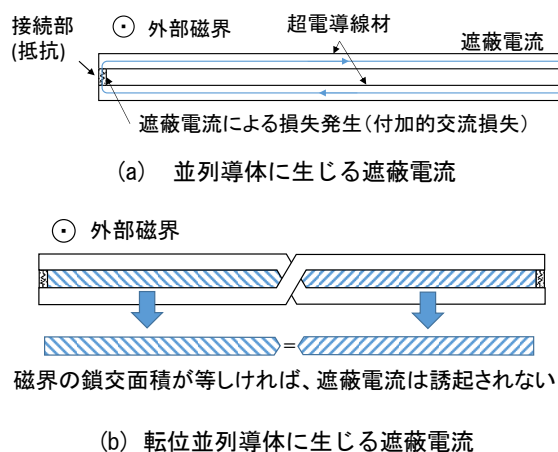 接続部
(抵抗)
外部磁界
超電導線材
遮蔽電流
遮蔽電流による損失発生(付加的交流損失)
(a) 並列導体に生じる遮蔽電流
外部磁界
=
磁界の鎖交面積が等しければ、遮蔽電流は誘起されない
(b) 転位並列導体に生じる遮蔽電流